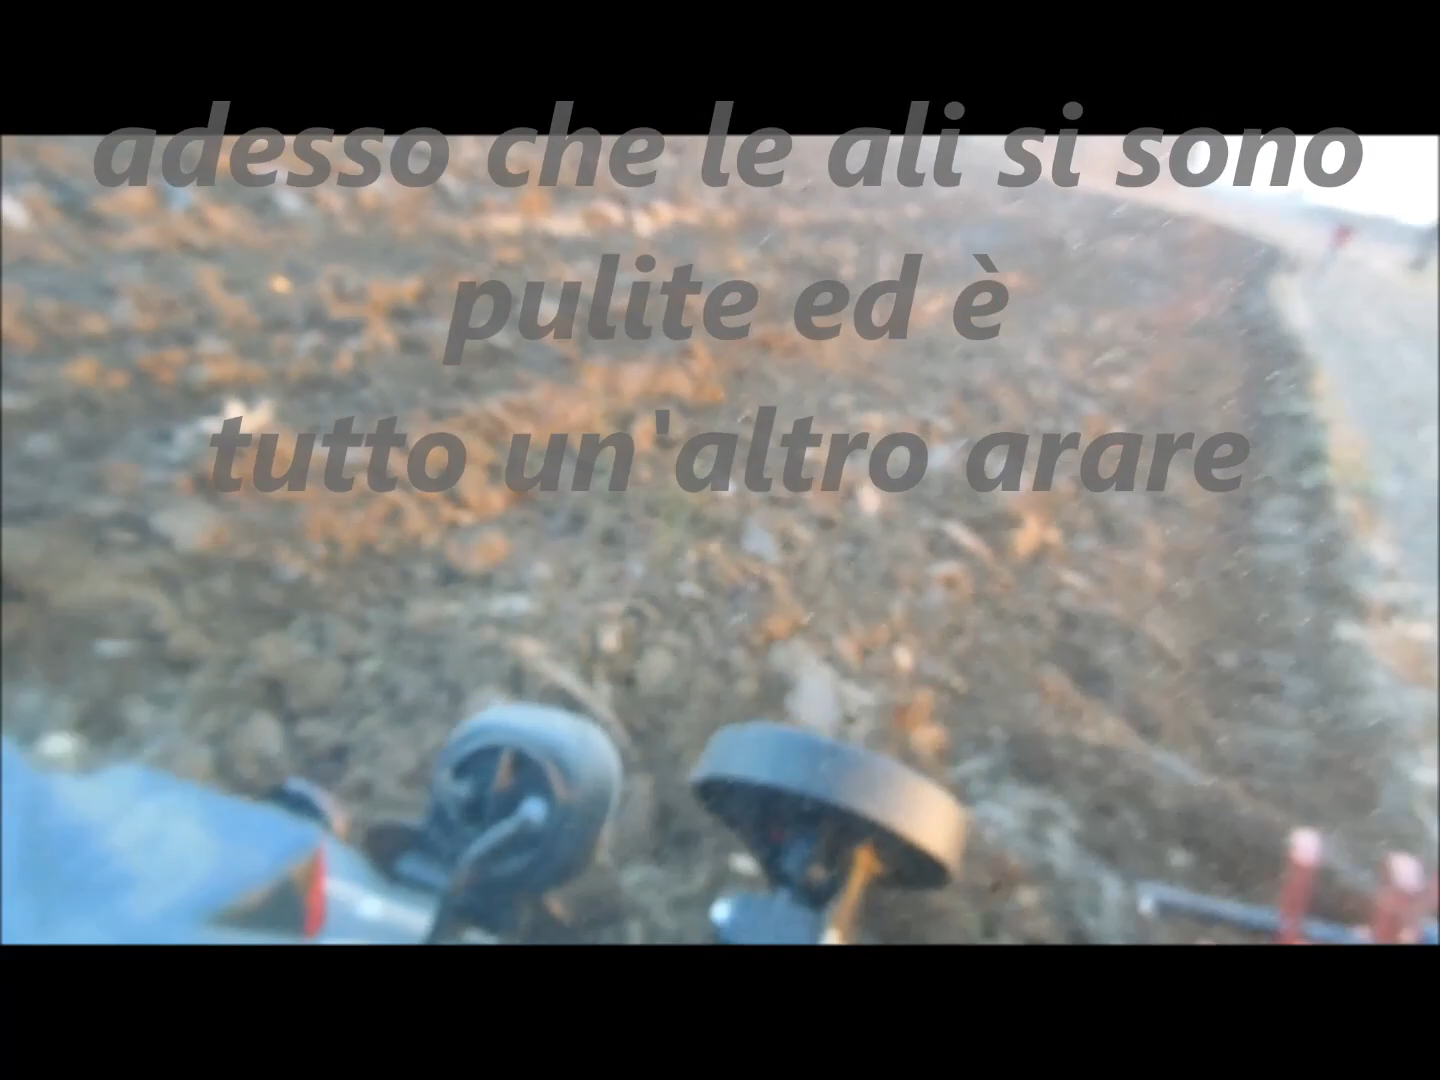 adesso che le ali si sono
pulite ed è
tutto un'altro arare